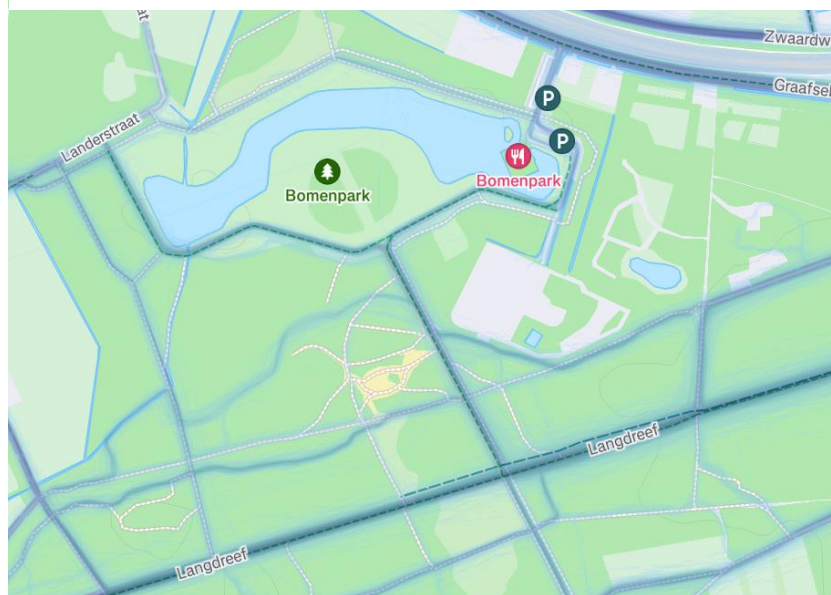 Zwaardw
Graafsel
P
P
Landerstraat
Bomenpark
Bomenpark
Langdreef
Langdreef